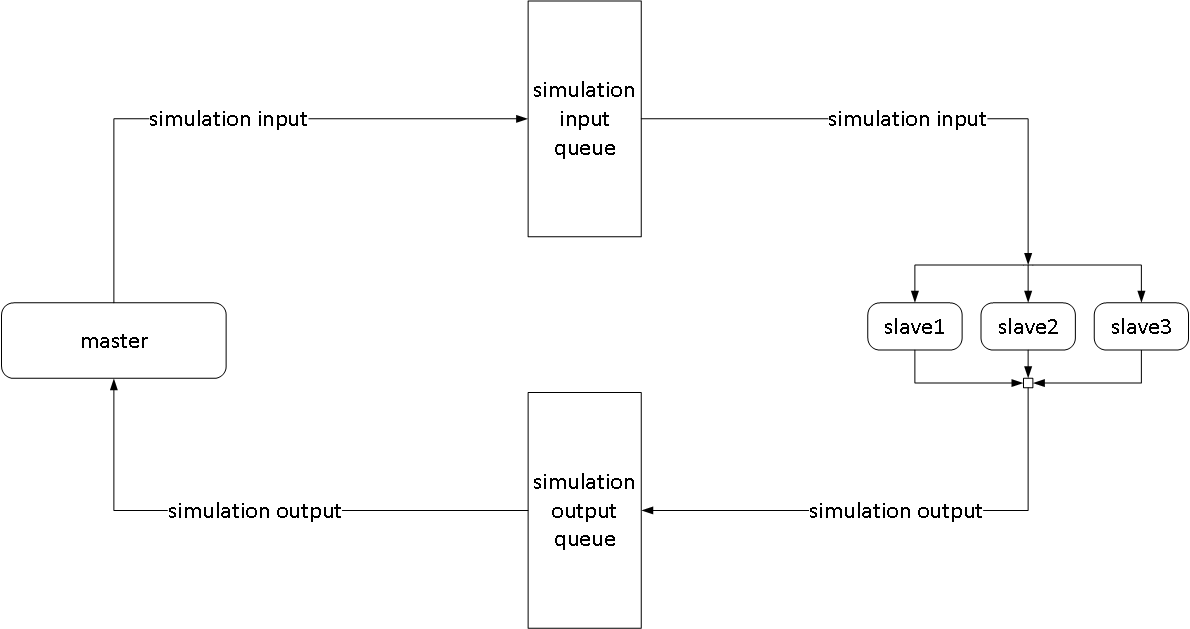 simulation
input
queue
simulation input
simulation input
master
slave1
slave2
slave3
simulation
output
queue
simulation output
simulation output